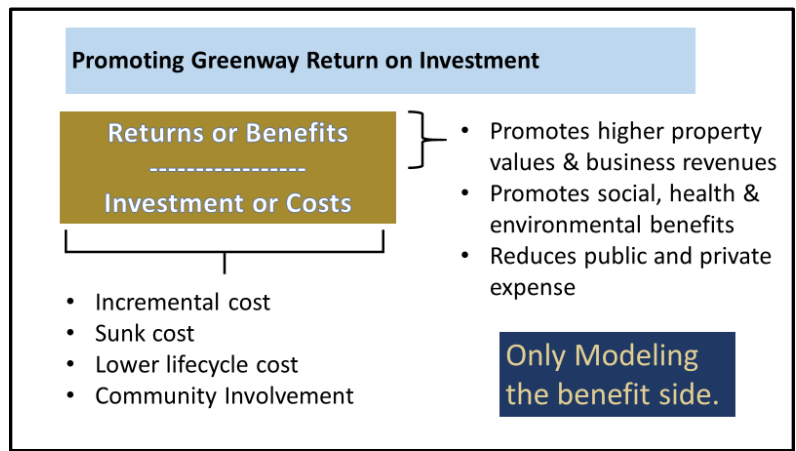 Promoting Greenway Return on Investment
Returns or Benefits
-----------------
Investment or Costs
• Promotes higher property
values & business revenues
• Promotes social, health &
environmental benefits
• Reduces public and private
expense
• Incremental cost
• Sunk cost
• Lower lifecycle cost
• Community Involvement
Only Modeling
the benefit side.